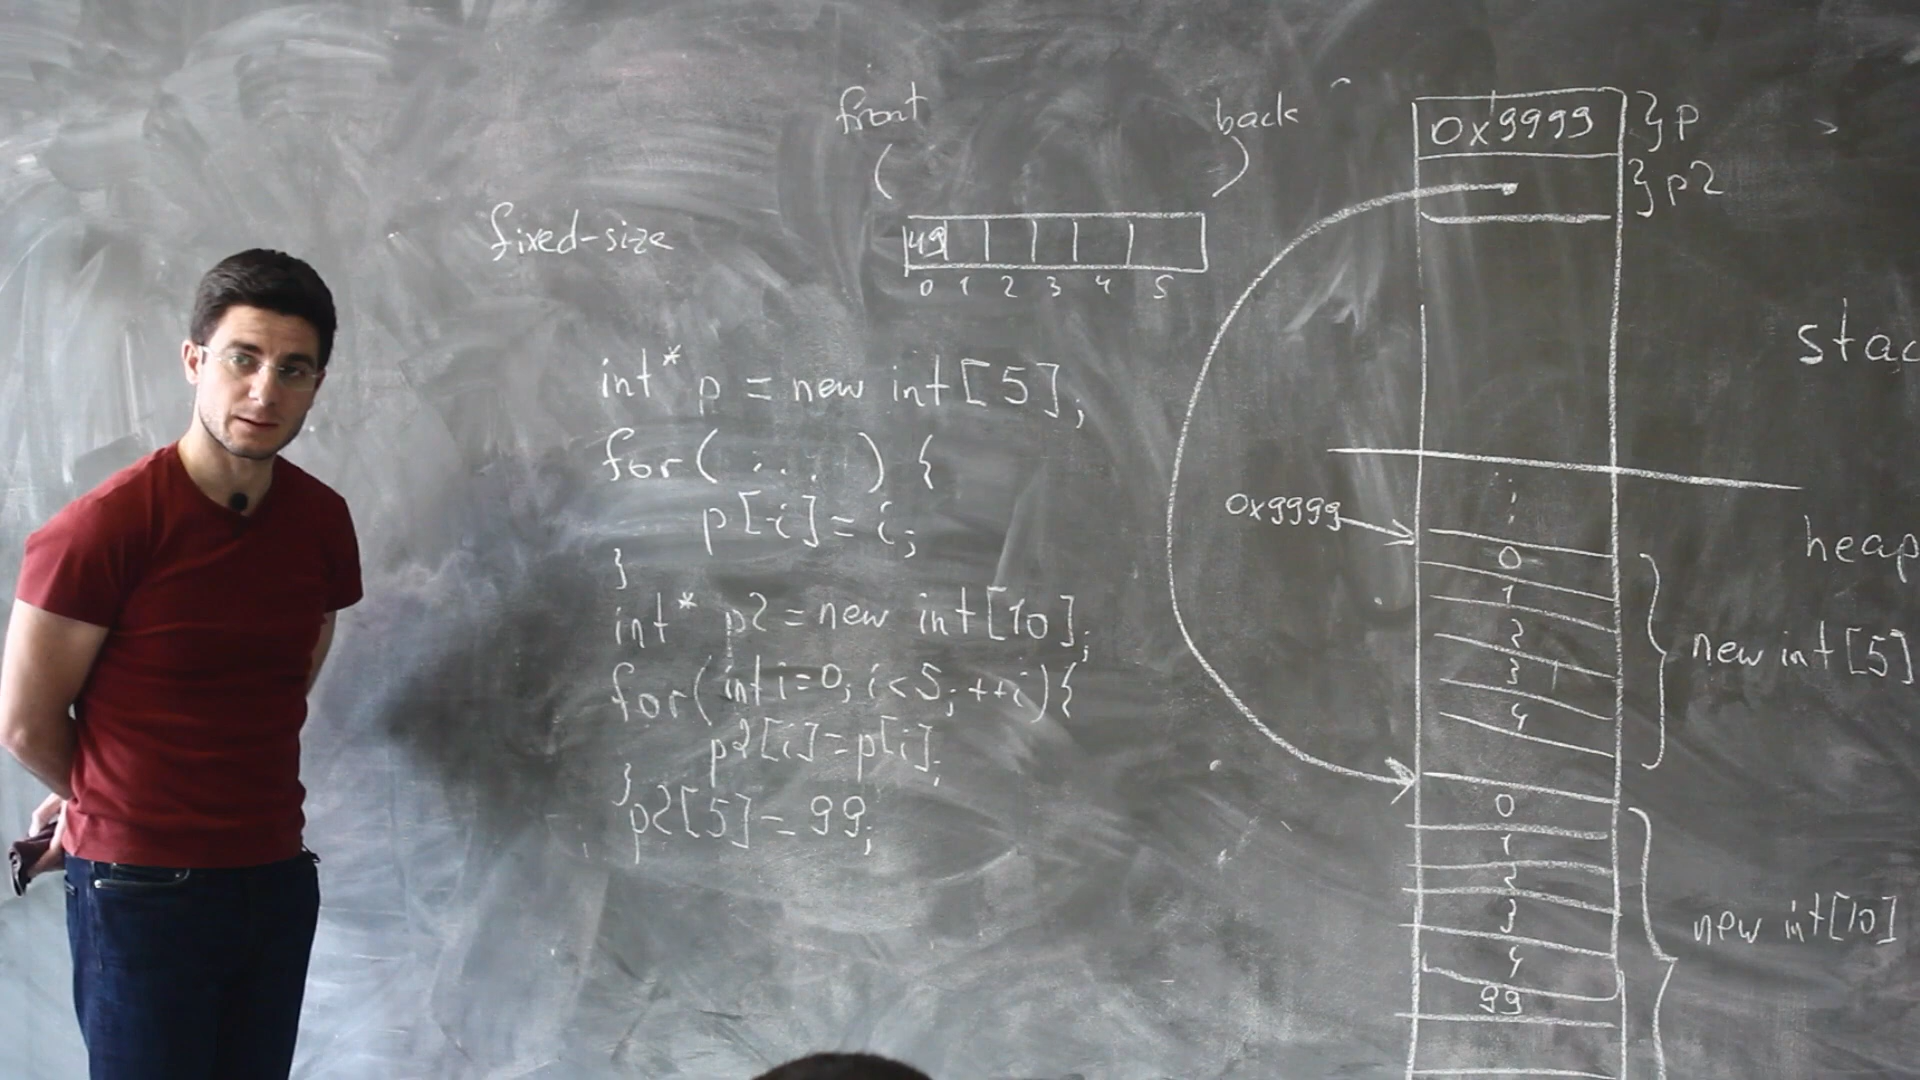 front back
fixed-size
49
0 1 2 3 4 5
int* p = new int[5];
for( ... ) {
p[i]=i;
}
int* p2=new int[10];
for(int i=0; i<5; ++i){
p2[i]=p[i];
}
p2[5]=99;
0x9999 } p
} p2
stac
0x9999
heap
0
1
2
3
4
new int[5]
0
1
2
3
4
99
new int[10]